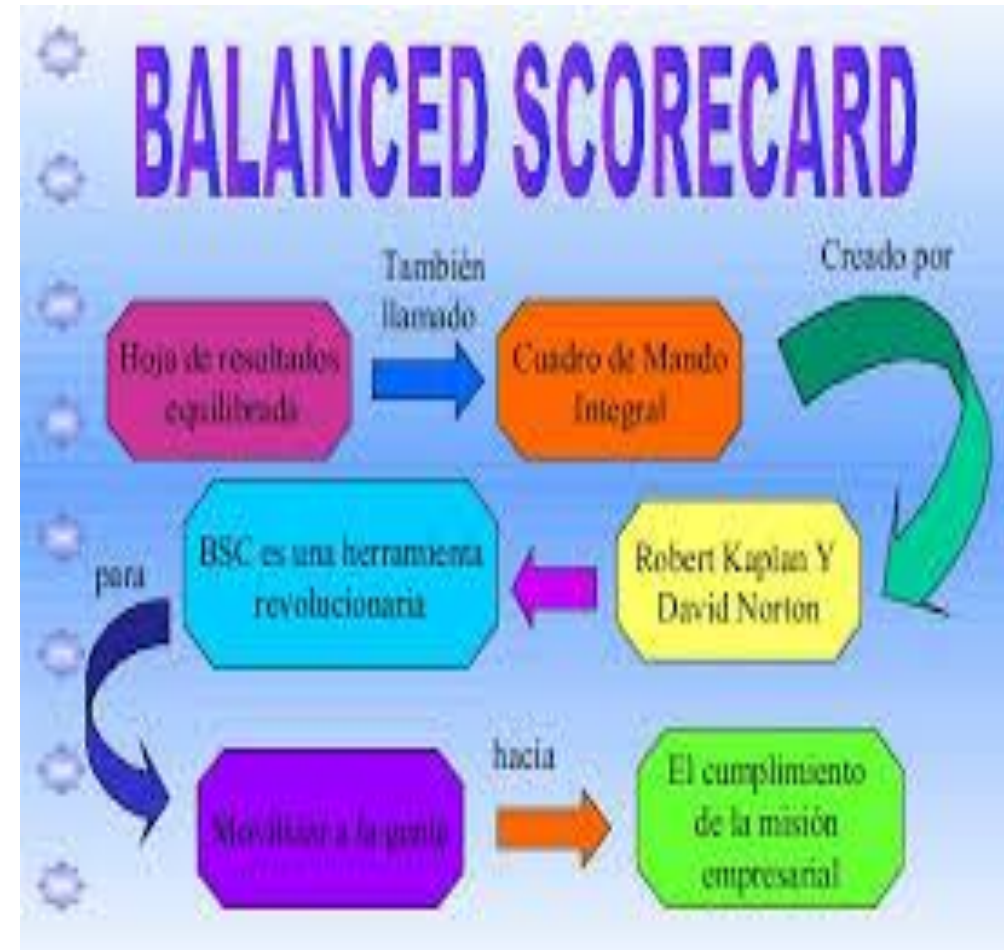 BALANCED SCORECARD
Hoja de resultados
equilibrada
También
llamado
Cuadro de Mando
Integral
Creado por
Robert Kaplan Y
David Norton
BSC es una herramienta
revolucionaria
para
Movilizar a la gente
hacia
El cumplimiento
de la misión
empresarial